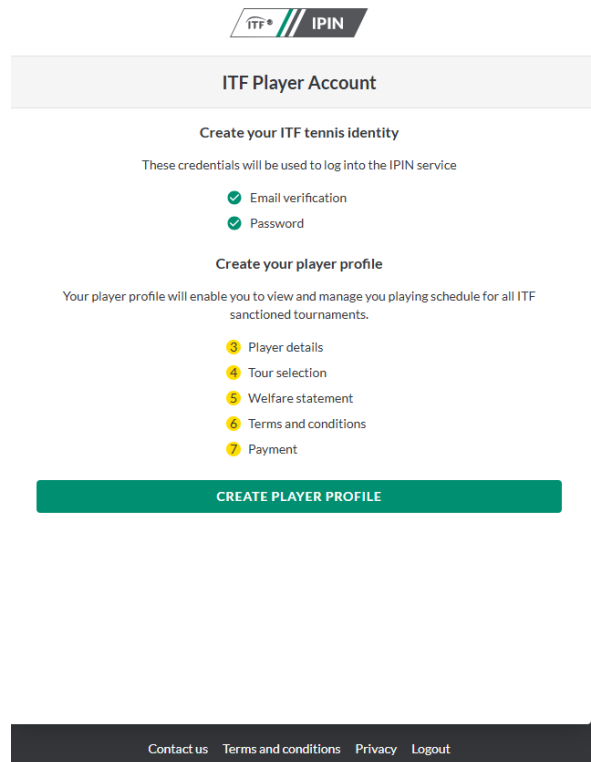 ITF® IPIN
ITF Player Account
Create your ITF tennis identity
These credentials will be used to log into the IPIN service
Email verification
Password
Create your player profile
Your player profile will enable you to view and manage you playing schedule for all ITF
sanctioned tournaments.
3 Player details
4 Tour selection
5 Welfare statement
6 Terms and conditions
7 Payment
CREATE PLAYER PROFILE
Contact us Terms and conditions Privacy Logout